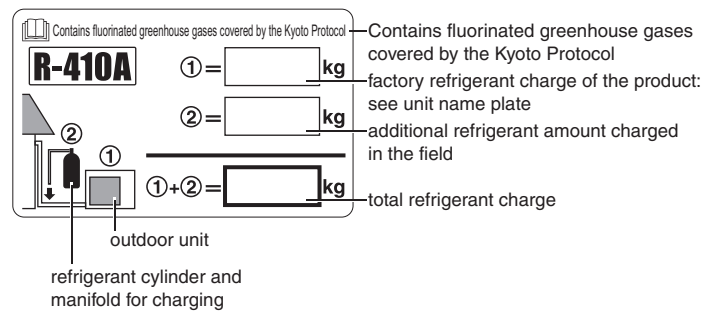 Contains fluorinated greenhouse gases covered by the Kyoto Protocol
R-410A
①=
kg
②=
kg
②
①
①+②=
kg
Contains fluorinated greenhouse gases
covered by the Kyoto Protocol
factory refrigerant charge of the product:
see unit name plate
additional refrigerant amount charged
in the field
total refrigerant charge
outdoor unit
refrigerant cylinder and
manifold for charging